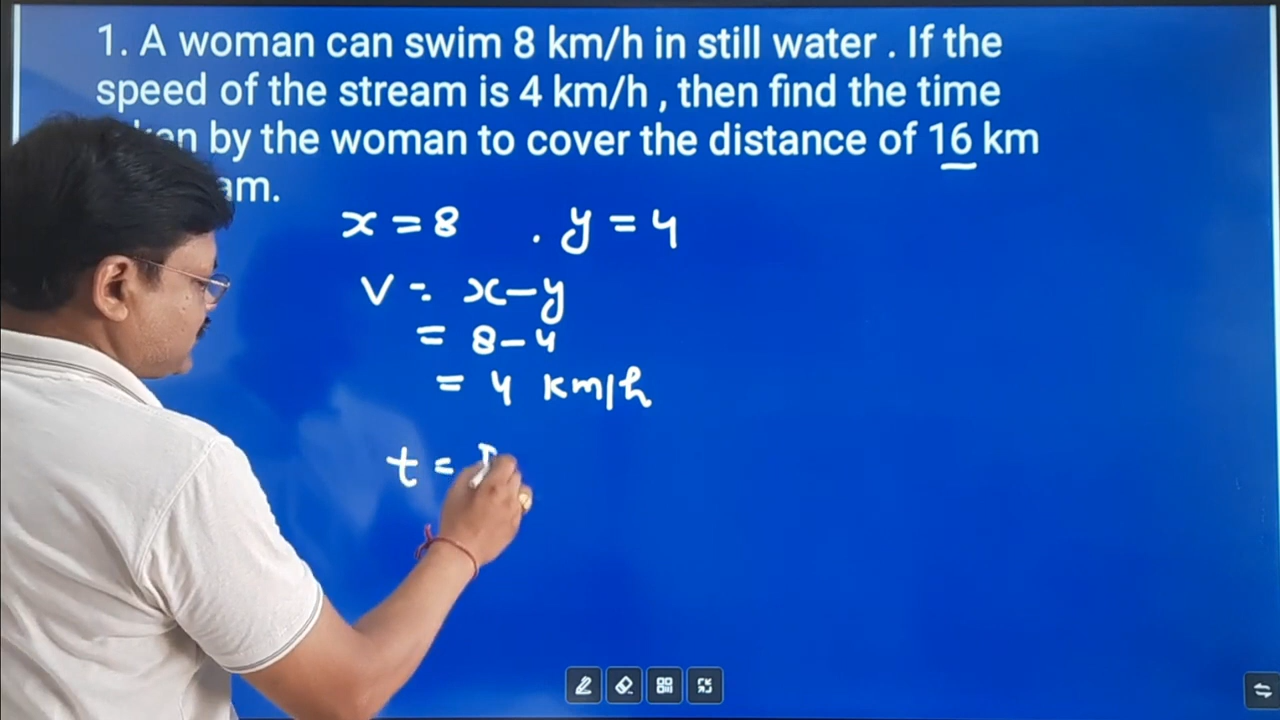 1. A woman can swim 8 km/h in still water . If the
speed of the stream is 4 km/h , then find the time
by the woman to cover the distance of 16 km
x = 8 . y = 4
v = x - y
= 8 - 4
= 4 km/h
t =